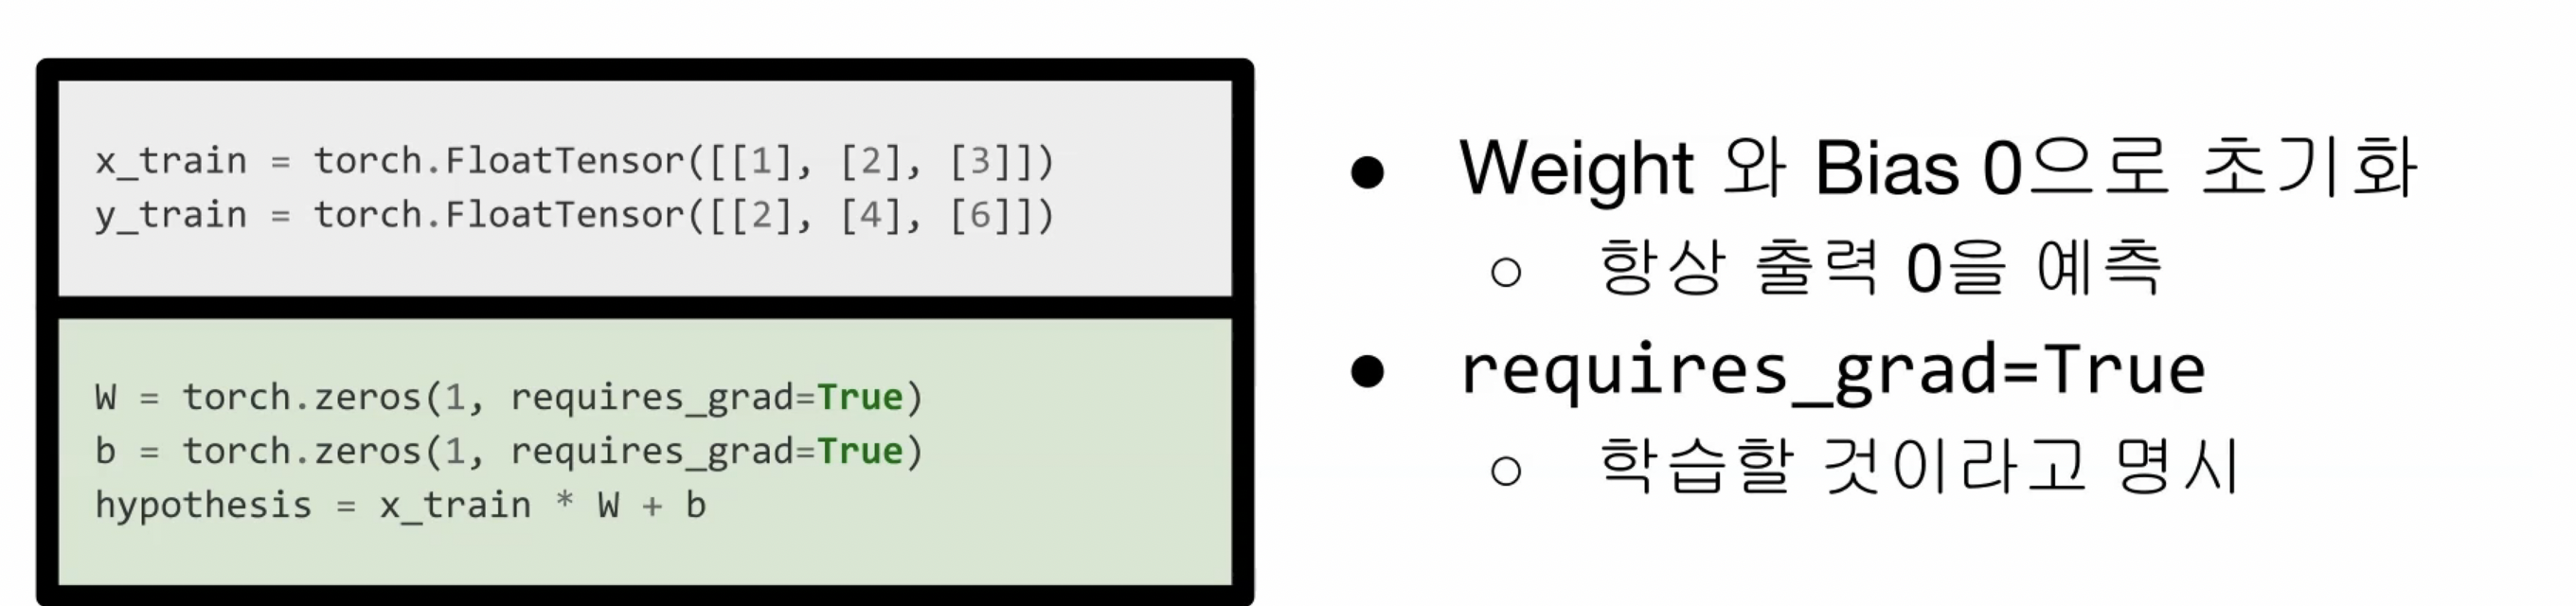 x_train = torch.FloatTensor([[1], [2], [3]])
y_train = torch.FloatTensor([[2], [4], [6]])
W = torch.zeros(1, requires_grad=True)
b = torch.zeros(1, requires_grad=True)
hypothesis = x_train * W + b
● Weight 와 Bias 0으로 초기화
○ 항상 출력 0을 예측
● requires_grad=True
○ 학습할 것이라고 명시